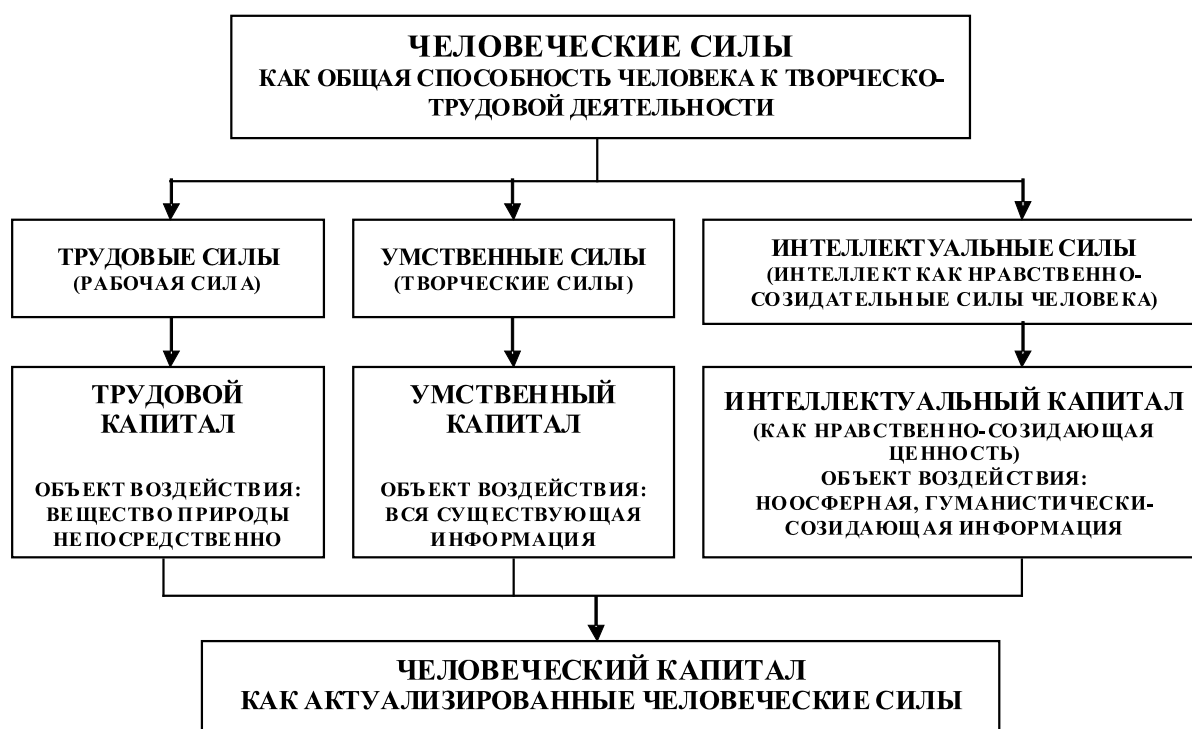 ЧЕЛОВЕЧЕСКИЕ СИЛЫ
КАК ОБЩАЯ СПОСОБНОСТЬ ЧЕЛОВЕКА К ТВОРЧЕСКО-
ТРУДОВОЙ ДЕЯТЕЛЬНОСТИ
ТРУДОВЫЕ СИЛЫ
(РАБОЧАЯ СИЛА)
УМСТВЕННЫЕ СИЛЫ
(ТВОРЧЕСКИЕ СИЛЫ)
ИНТЕЛЛЕКТУАЛЬНЫЕ СИЛЫ
(ИНТЕЛЛЕКТ КАК НРАВСТВЕННО-
СОЗИДАТЕЛЬНЫЕ СИЛЫ ЧЕЛОВЕКА)
ТРУДОВОЙ
КАПИТАЛ
ОБЪЕКТ ВОЗДЕЙСТВИЯ:
ВЕЩЕСТВО ПРИРОДЫ
НЕПОСРЕДСТВЕННО
УМСТВЕННЫЙ
КАПИТАЛ
ОБЪЕКТ ВОЗДЕЙСТВИЯ:
ВСЯ СУЩЕСТВУЮЩАЯ
ИНФОРМАЦИЯ
ИНТЕЛЛЕКТУАЛЬНЫЙ КАПИТАЛ
(КАК НРАВСТВЕННО-СОЗИДАЮЩАЯ
ЦЕННОСТЬ)
ОБЪЕКТ ВОЗДЕЙСТВИЯ:
НООСФЕРНАЯ, ГУМАНИСТИЧЕСКИ-
СОЗИДАЮЩАЯ ИНФОРМАЦИЯ
ЧЕЛОВЕЧЕСКИЙ КАПИТАЛ
КАК АКТУАЛИЗИРОВАННЫЕ ЧЕЛОВЕЧЕСКИЕ СИЛЫ